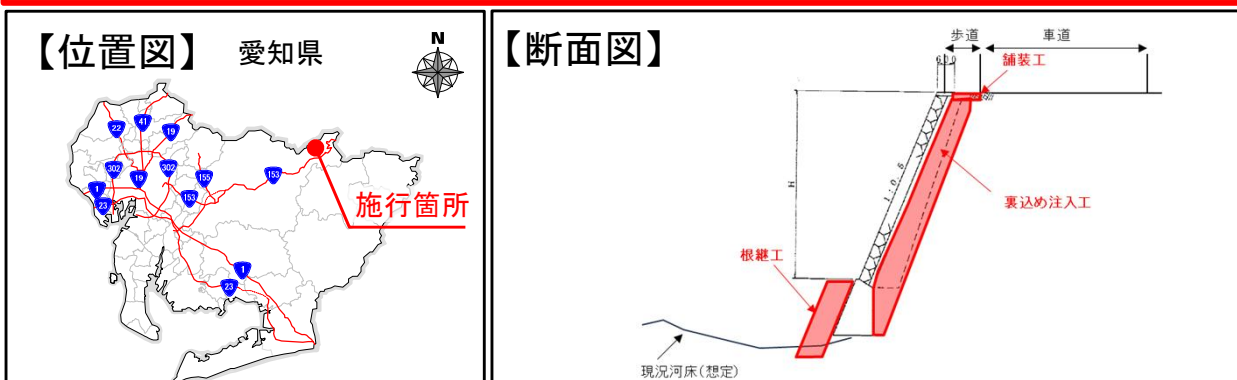 【位置図】 愛知県
N
22
41
19
302
302
1
19
155
153
153
23
施行箇所
1
23
【断面図】
歩道
車道
舗装工
630
H
1:0.5
裏込め注入工
根継工
現況河床(想定)